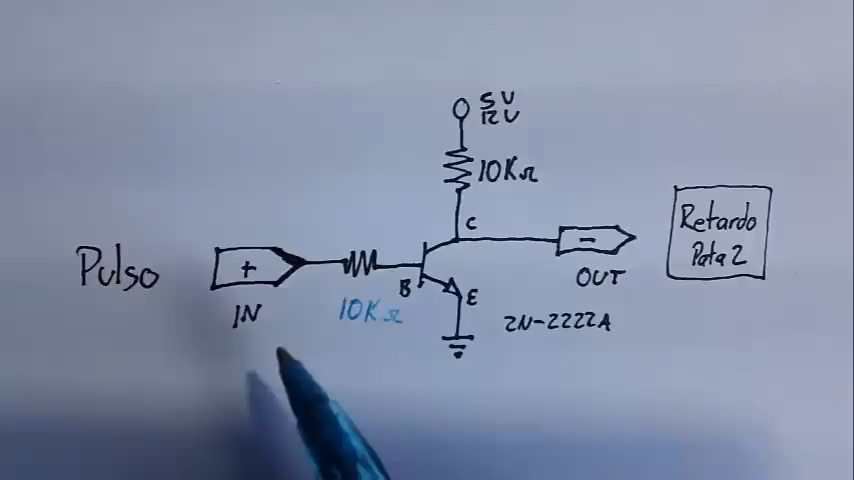 5V
12V
10KΩ
C
Retardo
Pata 2
Pulso
+
-
IN
B
E
OUT
10KΩ
2N-2222A